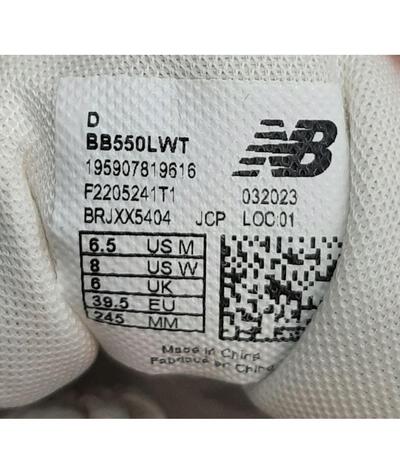 D
BB550LWT
195907819616
F2205241T1 032023
BRJXX5404 JCP LOC:01
6.5 US M
8 US W
6 UK
39.5 EU
245 MM
Made in China
Fabriqué en Chine
NB